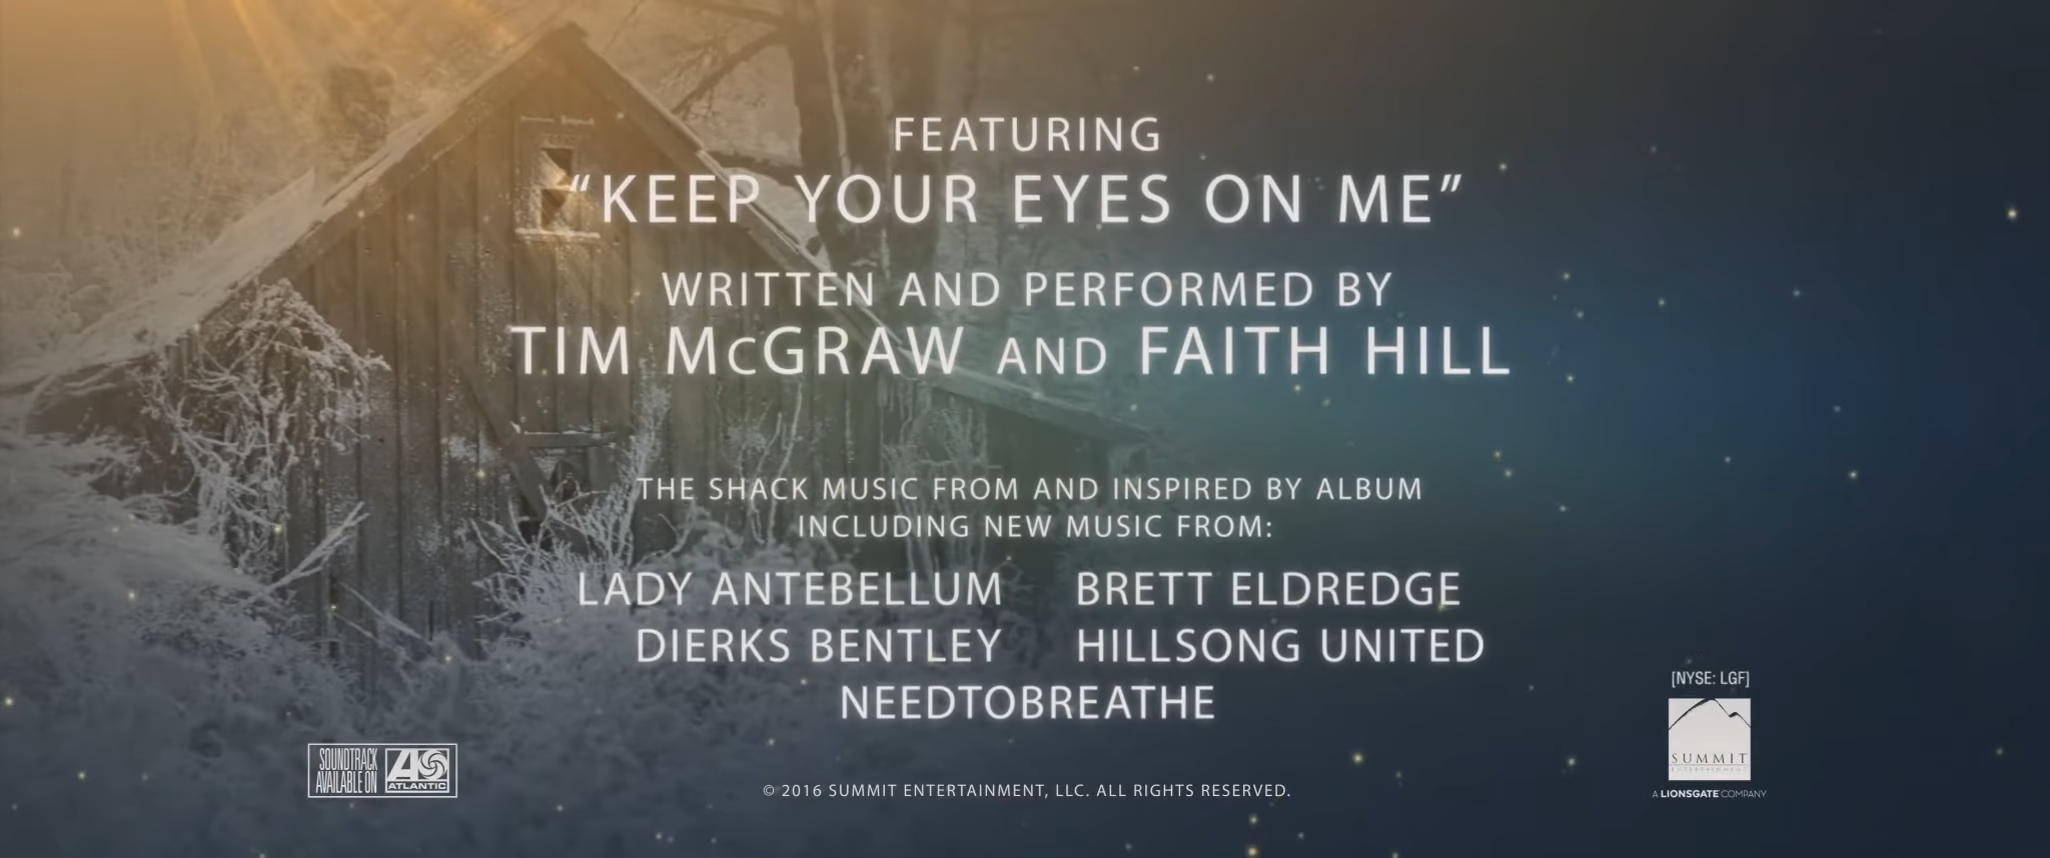 FEATURING
“KEEP YOUR EYES ON ME”
WRITTEN AND PERFORMED BY
TIM McGRAW AND FAITH HILL
THE SHACK MUSIC FROM AND INSPIRED BY ALBUM
INCLUDING NEW MUSIC FROM:
LADY ANTEBELLUM BRETT ELDREDGE
DIERKS BENTLEY HILLSONG UNITED
NEEDTOBREATHE
[NYSE: LGF]
SUMMIT
ENTERTAINMENT
A LIONSGATE COMPANY
SOUNDTRACK
AVAILABLE ON
ATLANTIC
© 2016 SUMMIT ENTERTAINMENT, LLC. ALL RIGHTS RESERVED.